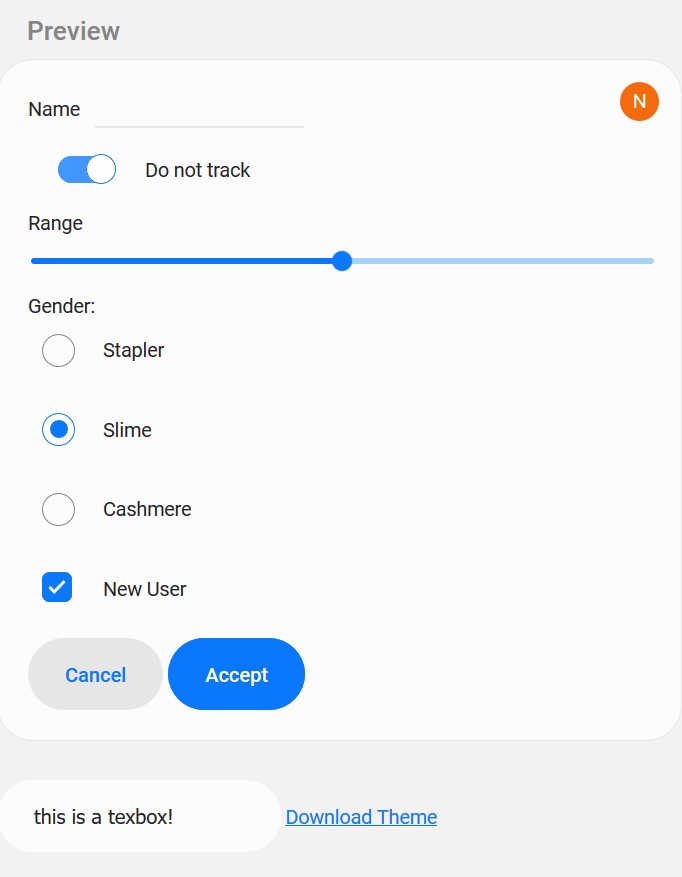 Preview
Name
N
Do not track
Range
Gender:
Stapler
Slime
Cashmere
New User
Cancel Accept
this is a texbox! Download Theme